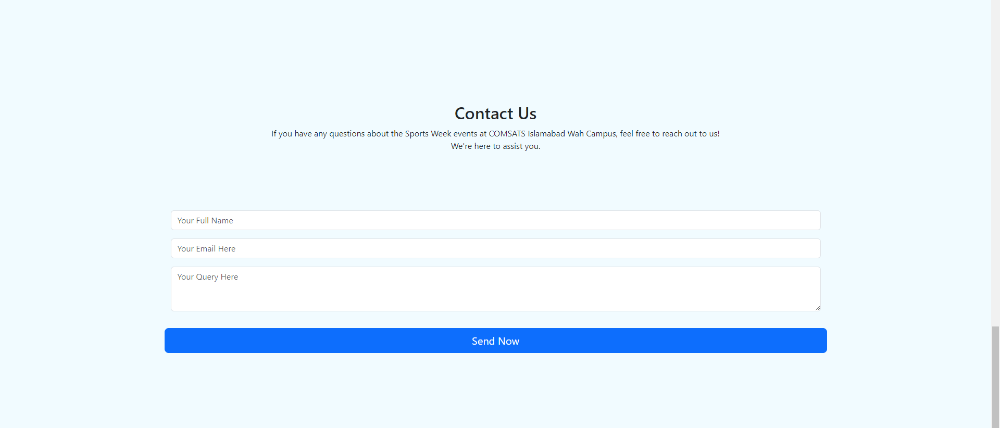 Contact Us
If you have any questions about the Sports Week events at COMSATS Islamabad Wah Campus, feel free to reach out to us!
We're here to assist you.
Your Full Name
Your Email Here
Your Query Here
Send Now